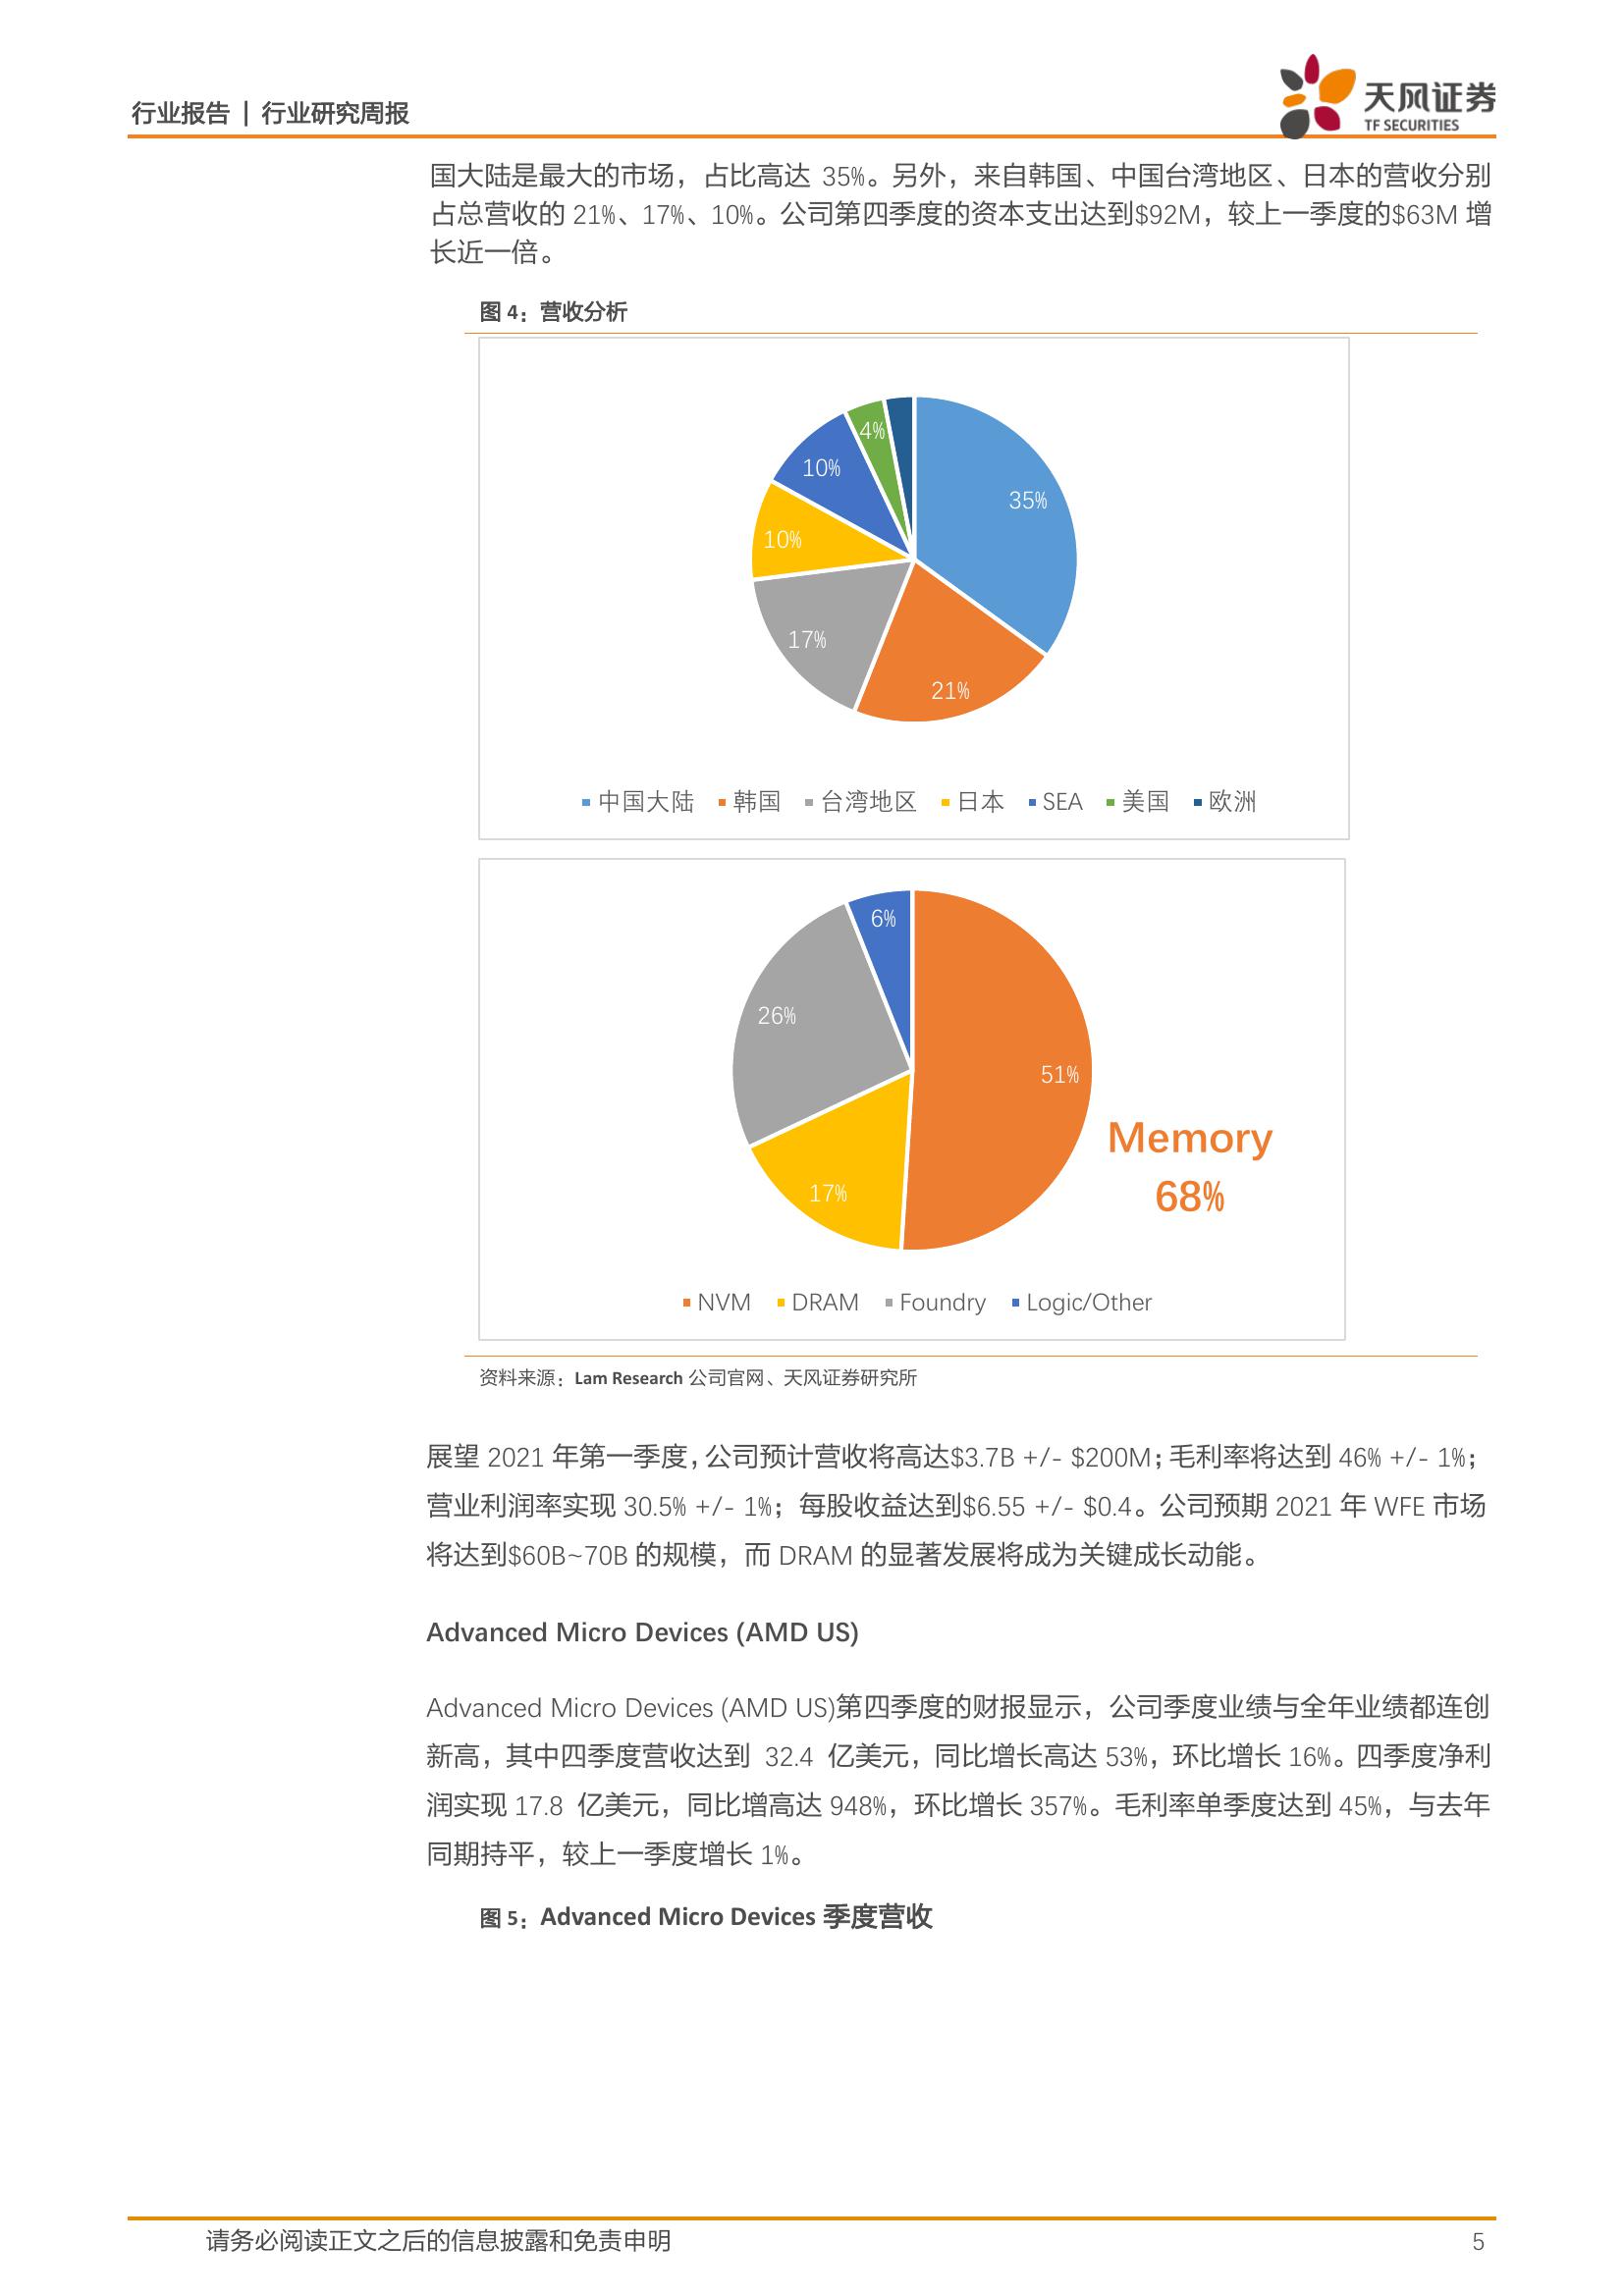 行业报告 | 行业研究周报
天风证券
TF SECURITIES
国大陆是最大的市场，占比高达 35%。另外，来自韩国、中国台湾地区、日本的营收分别
占总营收的 21%、17%、10%。公司第四季度的资本支出达到$92M，较上一季度的$63M 增
长近一倍。
图 4：营收分析
4%
10%
35%
10%
17%
21%
中国大陆 韩国 台湾地区 日本 SEA 美国 欧洲
6%
26%
51%
Memory
68%
17%
NVM DRAM Foundry Logic/Other
资料来源：Lam Research 公司官网、天风证券研究所
展望 2021 年第一季度，公司预计营收将高达$3.7B +/- $200M；毛利率将达到 46% +/- 1%；
营业利润率实现 30.5% +/- 1%；每股收益达到$6.55 +/- $0.4。公司预期 2021 年 WFE 市场
将达到$60B~70B 的规模，而 DRAM 的显著发展将成为关键成长动能。
Advanced Micro Devices (AMD US)
Advanced Micro Devices (AMD US)第四季度的财报显示，公司季度业绩与全年业绩都连创
新高，其中四季度营收达到 32.4 亿美元，同比增长高达 53%，环比增长 16%。四季度净利
润实现 17.8 亿美元，同比增高达 948%，环比增长 357%。毛利率单季度达到 45%，与去年
同期持平，较上一季度增长 1%。
图 5：Advanced Micro Devices 季度营收
请务必阅读正文之后的信息披露和免责申明
5